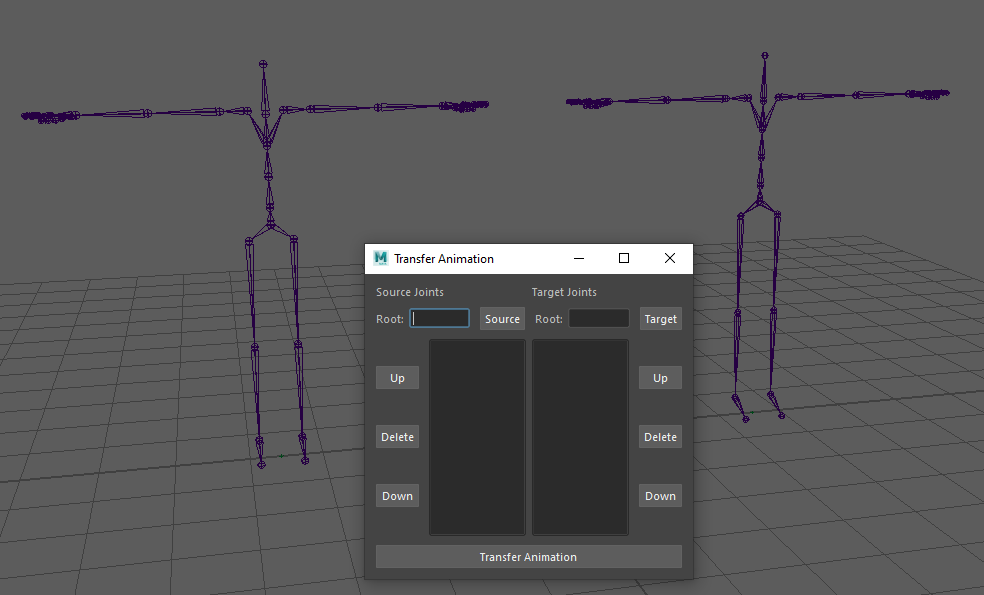 M Transfer Animation
Source Joints Target Joints
Root: Source Root: Target
Up Up
Delete Delete
Down Down
Transfer Animation